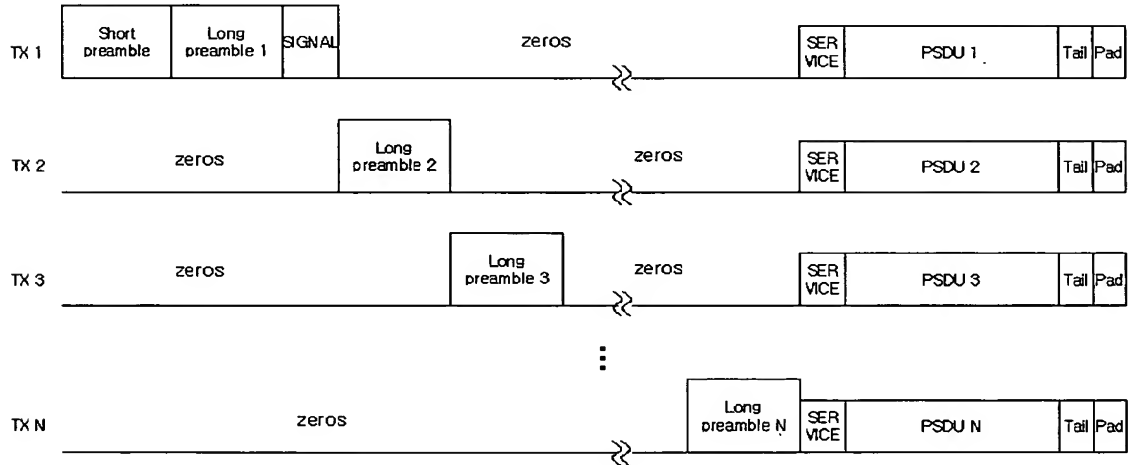 TX 1
Short
preamble
Long
preamble 1
SIGNAL
zeros
SER
VICE
PSDU 1
Tail
Pad
TX 2
zeros
Long
preamble 2
zeros
SER
VICE
PSDU 2
Tail
Pad
TX 3
zeros
Long
preamble 3
zeros
SER
VICE
PSDU 3
Tail
Pad
TX N
zeros
Long
preamble N
SER
VICE
PSDU N
Tail
Pad